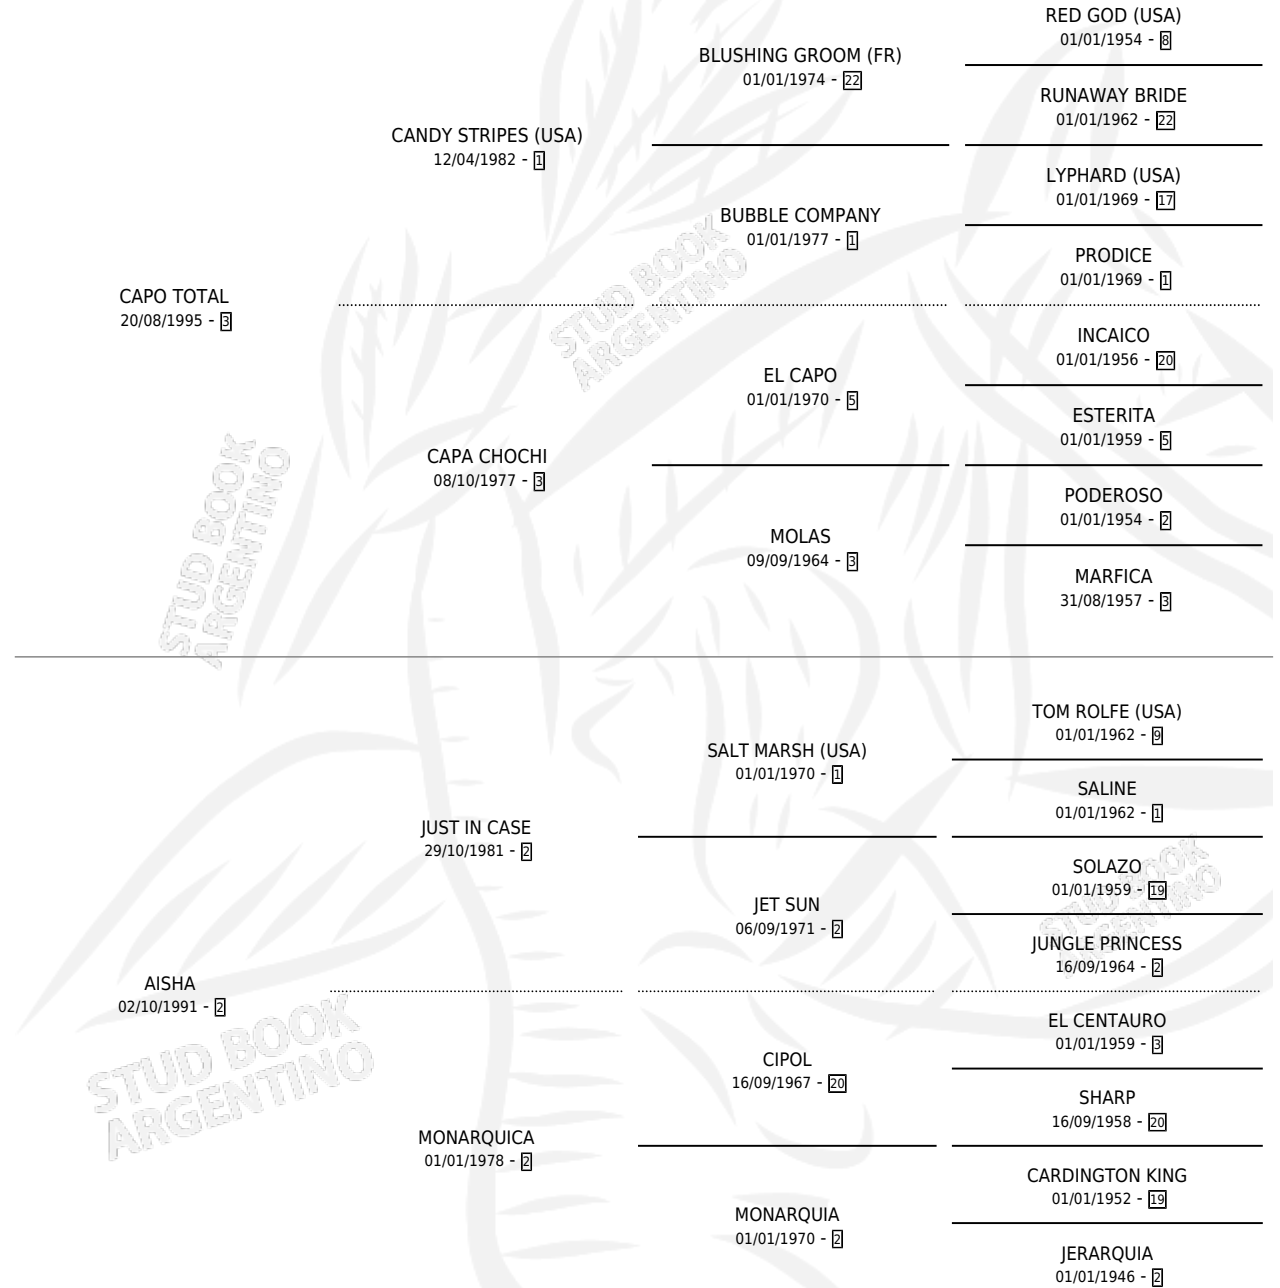 RED GOD (USA)
01/01/1954 - 8
BLUSHING GROOM (FR)
01/01/1974 - 22
RUNAWAY BRIDE
01/01/1962 - 22
CANDY STRIPES (USA)
12/04/1982 - 1
LYPHARD (USA)
01/01/1969 - 17
BUBBLE COMPANY
01/01/1977 - 1
PRODICE
01/01/1969 - 1
CAPO TOTAL
20/08/1995 - 3
STUD BOOK
ARGENTINO
INCAICO
01/01/1956 - 20
EL CAPO
01/01/1970 - 5
ESTERITA
01/01/1959 - 5
CAPA CHOCHI
08/10/1977 - 3
PODEROSO
01/01/1954 - 2
MOLAS
09/09/1964 - 3
MARFICA
31/08/1957 - 3
STUD BOOK
ARGENTINO
TOM ROLFE (USA)
01/01/1962 - 9
SALT MARSH (USA)
01/01/1970 - 1
SALINE
01/01/1962 - 1
JUST IN CASE
29/10/1981 - 2
SOLAZO
01/01/1959 - 19
JET SUN
06/09/1971 - 2
JUNGLE PRINCESS
16/09/1964 - 2
STUD BOOK
ARGENTINO
AISHA
02/10/1991 - 2
EL CENTAURO
01/01/1959 - 3
CIPOL
16/09/1967 - 20
SHARP
16/09/1958 - 20
STUD BOOK
ARGENTINO
MONARQUICA
01/01/1978 - 2
CARDINGTON KING
01/01/1952 - 19
MONARQUIA
01/01/1970 - 2
JERARQUIA
01/01/1946 - 2